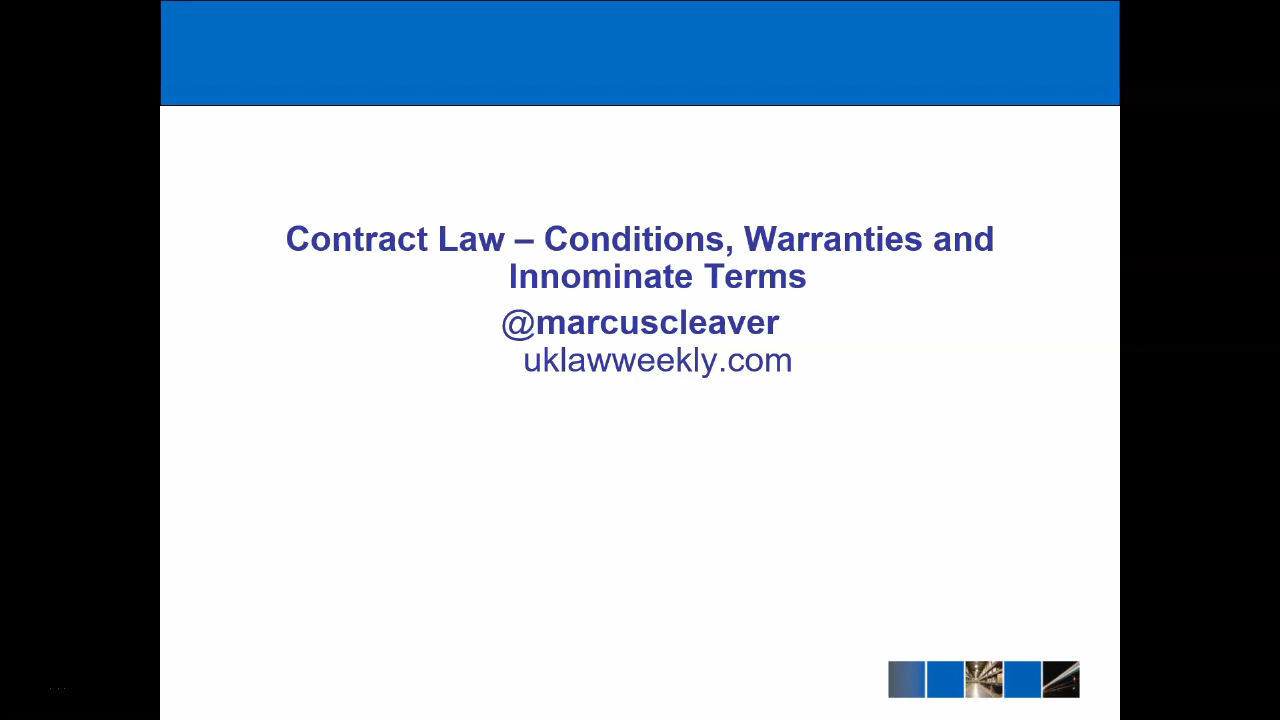 Contract Law – Conditions, Warranties and
Innominate Terms
@marcuscleaver
uklawweekly.com